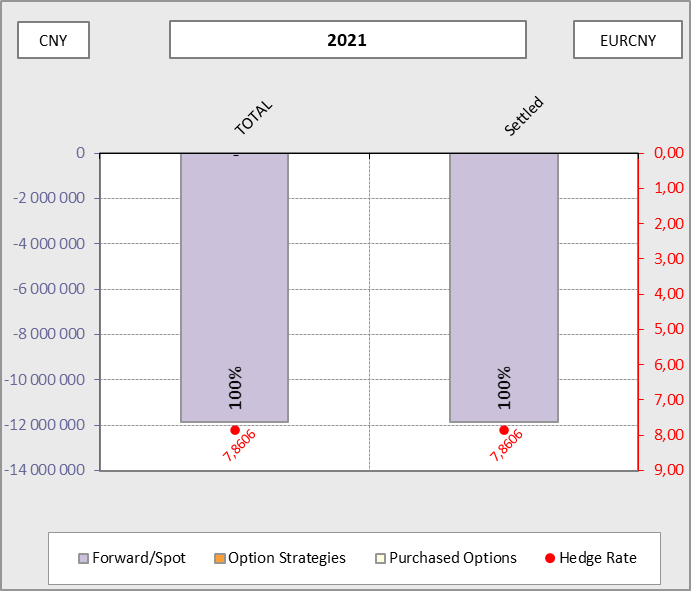 CNY
2021
EURCNY
TOTAL
Settled
0
-2 000 000
-4 000 000
-6 000 000
-8 000 000
-10 000 000
-12 000 000
-14 000 000
-
100%
100%
7,8606
7,8606
0,00
1,00
2,00
3,00
4,00
5,00
6,00
7,00
8,00
9,00
Forward/Spot
Option Strategies
Purchased Options
Hedge Rate